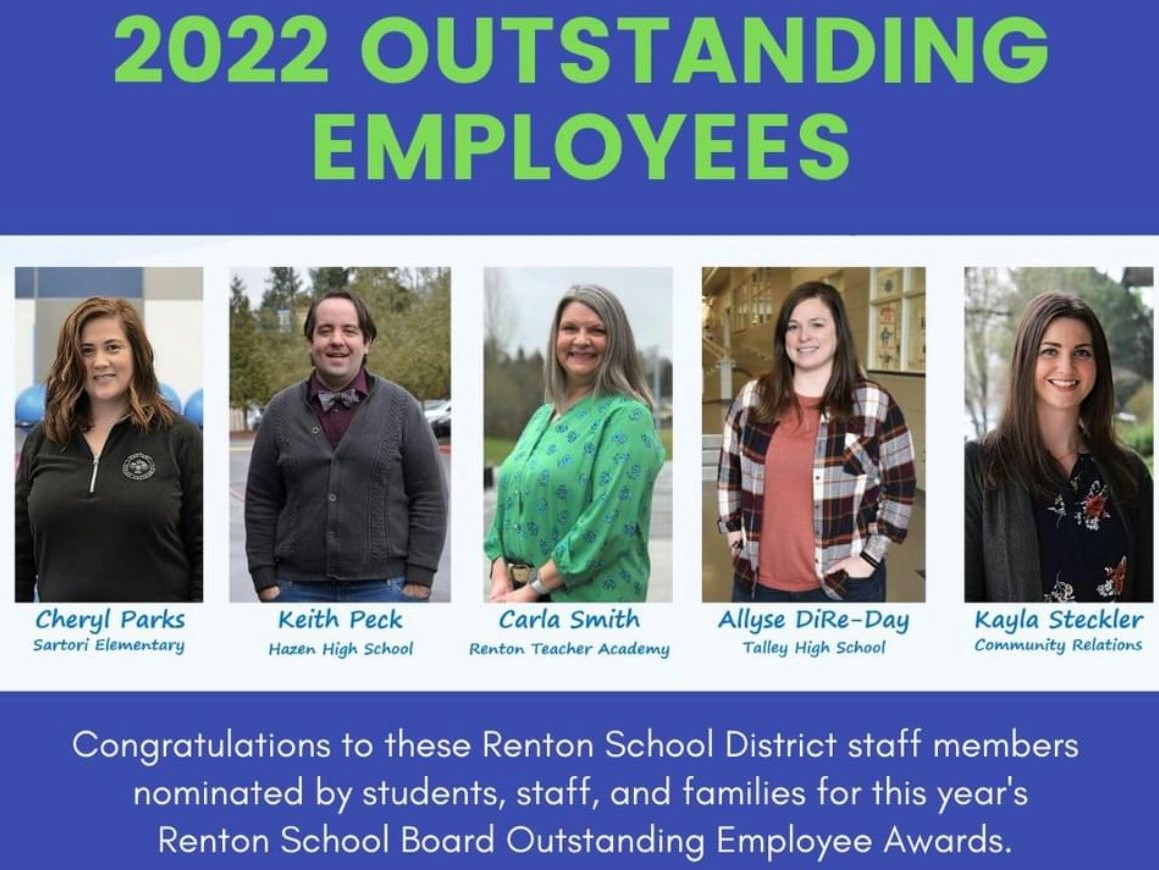 2022 OUTSTANDING
EMPLOYEES
Cheryl Parks
Sartori Elementary
Keith Peck
Hazen High School
Carla Smith
Renton Teacher Academy
Allyse DiRe-Day
Talley High School
Kayla Steckler
Community Relations
Congratulations to these Renton School District staff members
nominated by students, staff, and families for this year's
Renton School Board Outstanding Employee Awards.